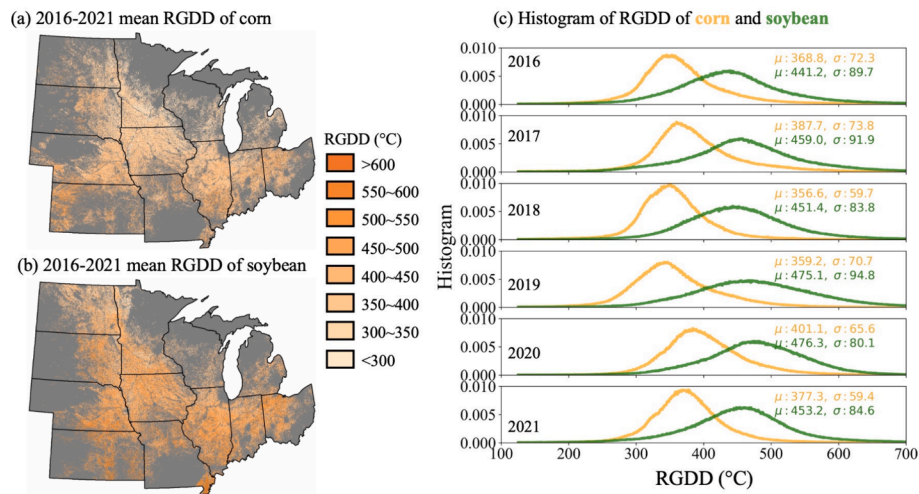 (a) 2016-2021 mean RGDD of corn
(b) 2016-2021 mean RGDD of soybean
RGDD (°C)
>600
550~600
500~550
450~500
400~450
350~400
300~350
<300
(c) Histogram of RGDD of corn and soybean
Histogram
0.010
0.005
0.000
2016
μ:368.8, σ:72.3
μ:441.2, σ:89.7
0.010
0.005
0.000
2017
μ:387.7, σ:73.8
μ:459.0, σ:91.9
0.010
0.005
0.000
2018
μ:356.6, σ:59.7
μ:451.4, σ:83.8
0.010
0.005
0.000
2019
μ:359.2, σ:70.7
μ:475.1, σ:94.8
0.010
0.005
0.000
2020
μ:401.1, σ:65.6
μ:476.3, σ:80.1
0.010
0.005
0.000
2021
μ:377.3, σ:59.4
μ:453.2, σ:84.6
100 200 300 400 500 600 700
RGDD (°C)